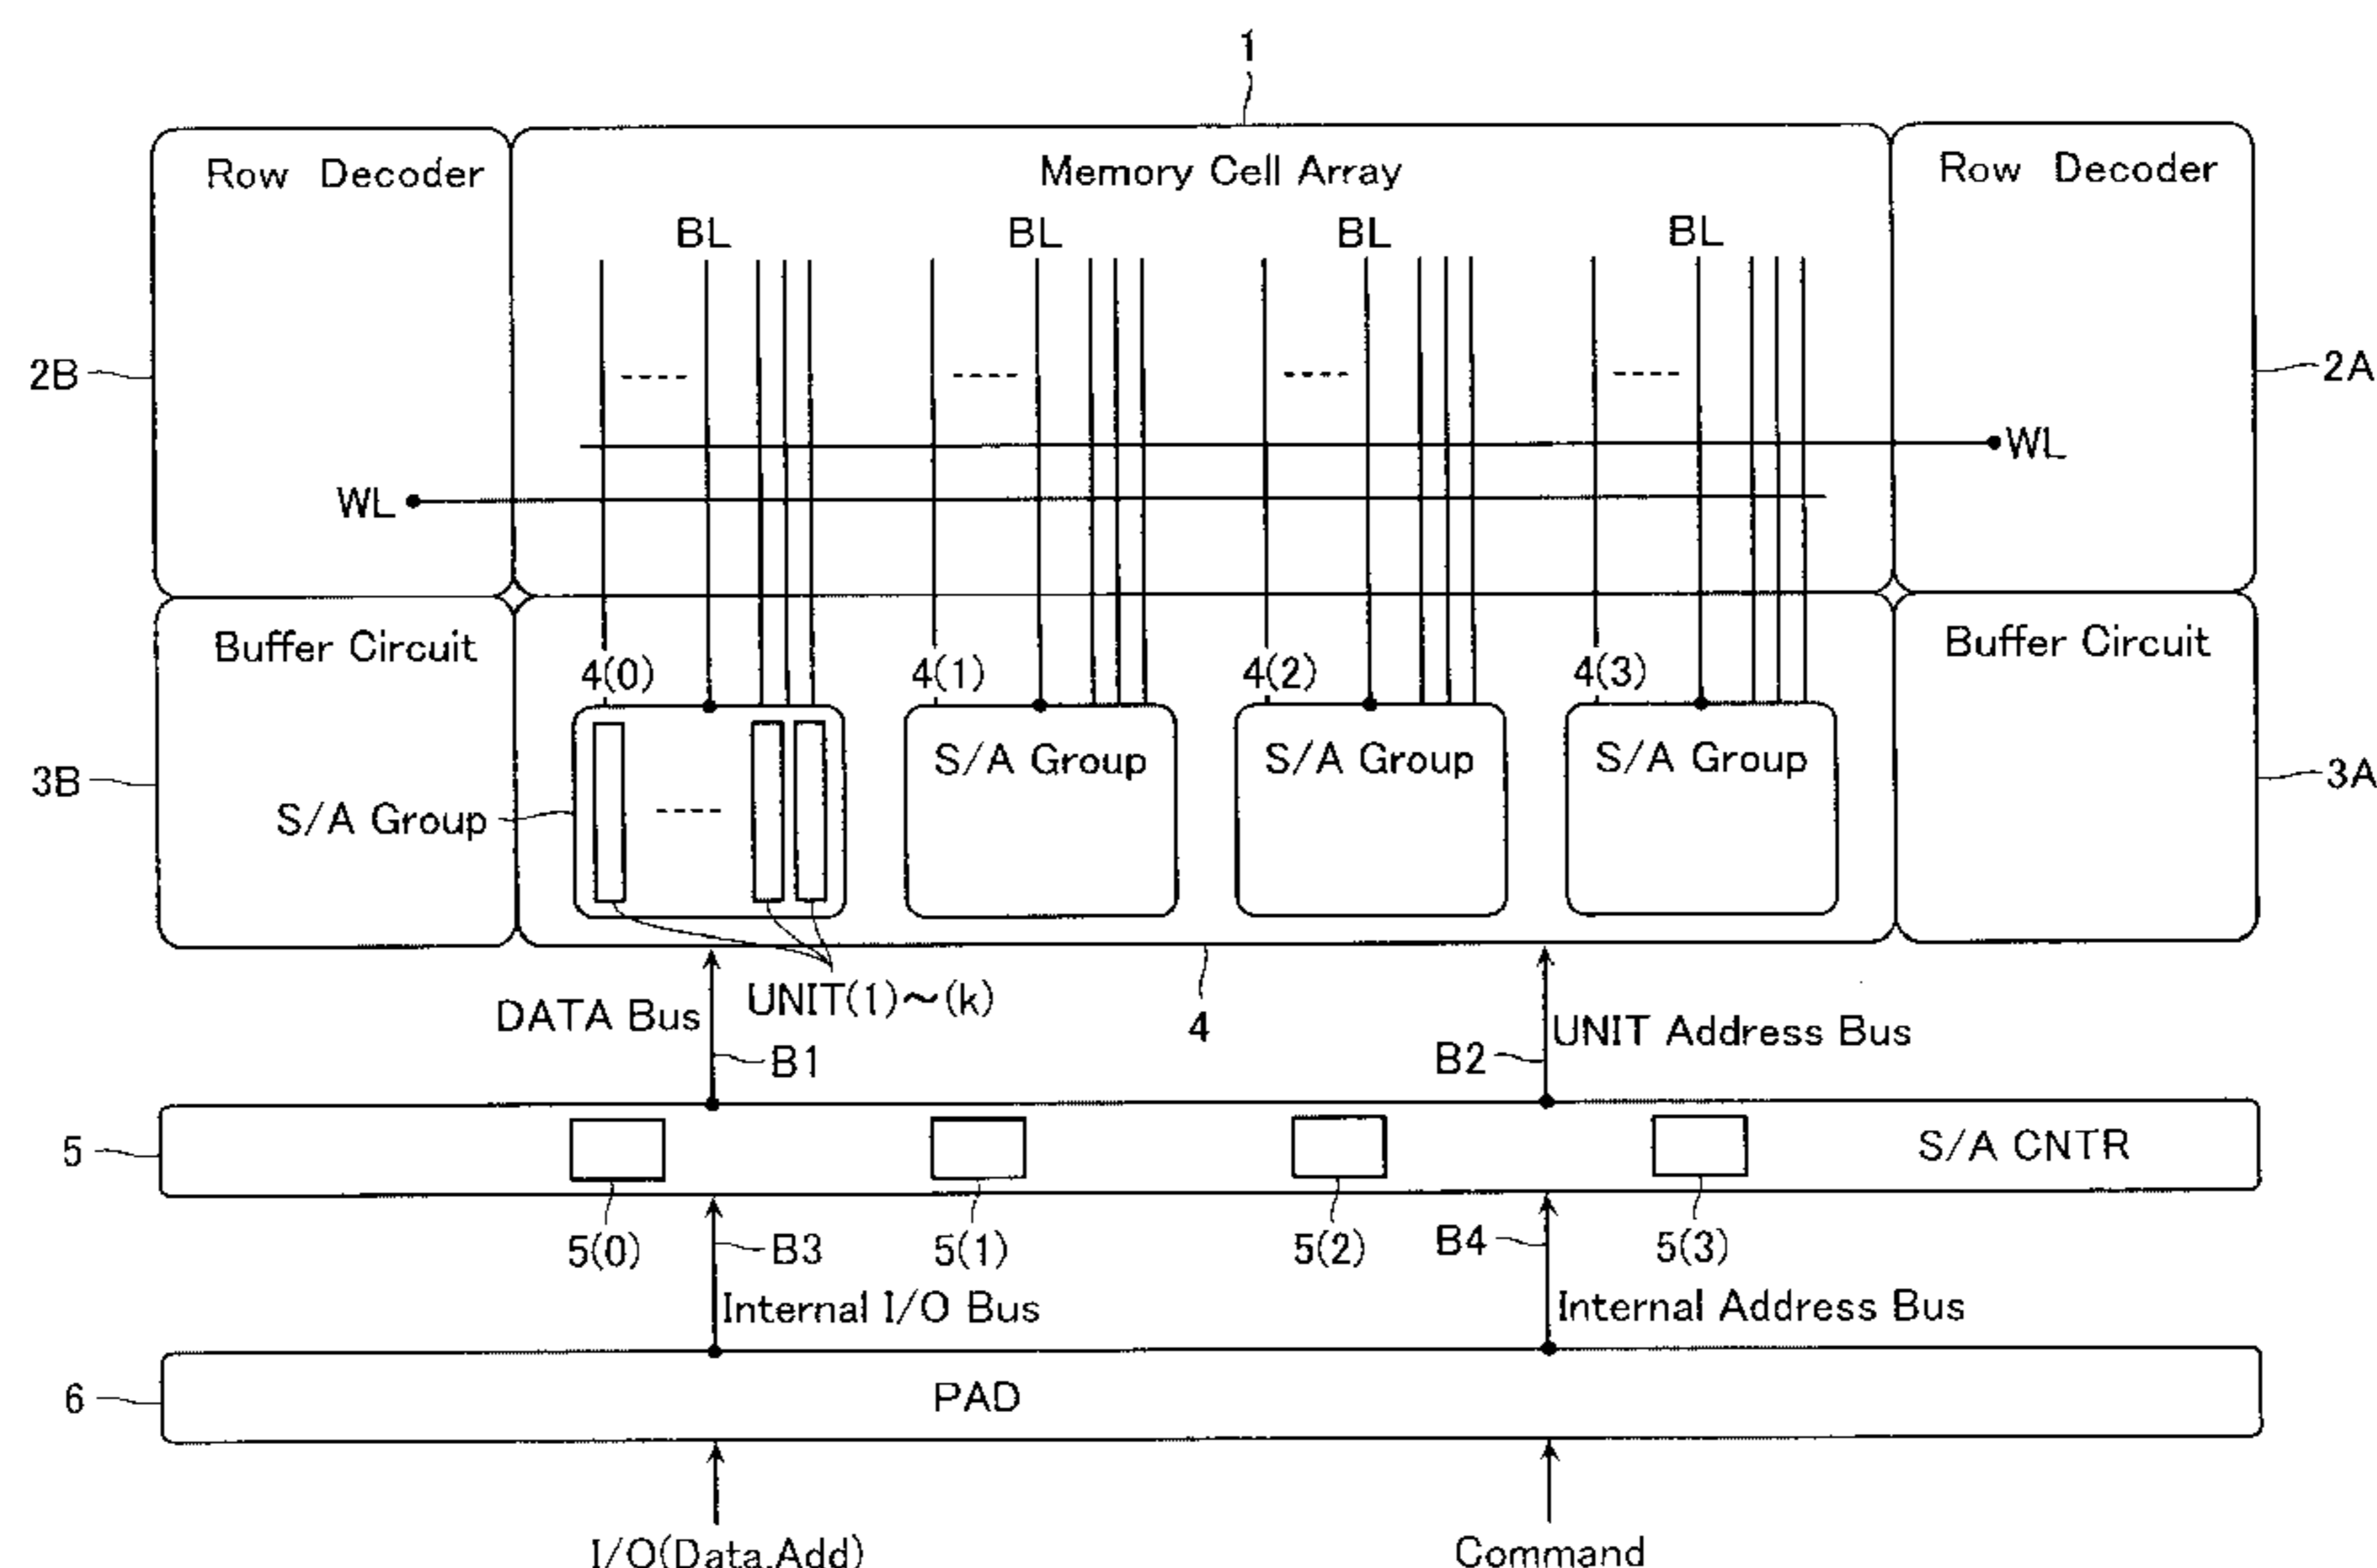 1
Row Decoder
Memory Cell Array
Row Decoder
BL BL BL BL
2B
2A
WL
WL
Buffer Circuit
Buffer Circuit
4(0) 4(1) 4(2) 4(3)
S/A Group S/A Group S/A Group
3B
3A
S/A Group
UNIT(1)~(k)
DATA Bus
4
UNIT Address Bus
B1
B2
5
S/A CNTR
5(0) B3 5(1) 5(2) B4 5(3)
Internal I/O Bus
Internal Address Bus
6
PAD
I/O(Data,Add)
Command